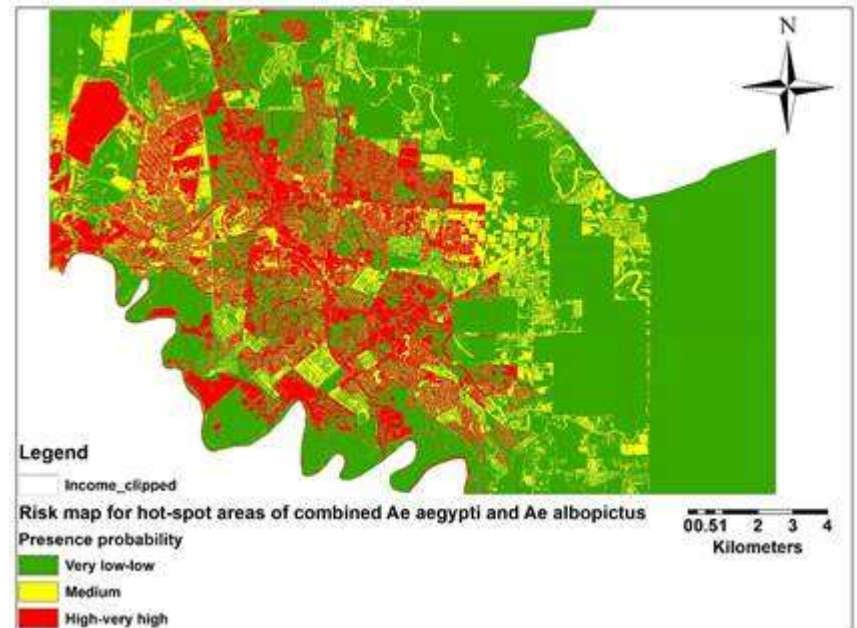 N
Legend
Income_clipped
Risk map for hot-spot areas of combined Ae aegypti and Ae albopictus
Presence probability
Very low-low
Medium
High-very high
00.51 2 3 4
Kilometers